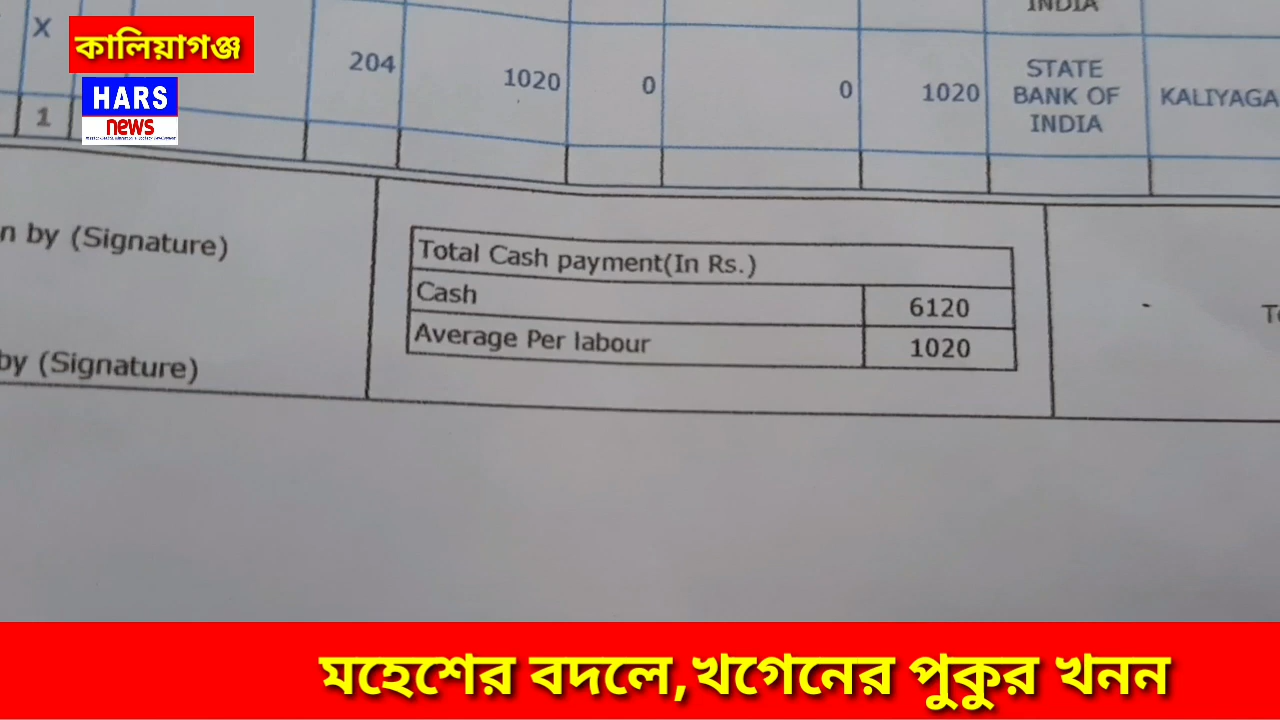 INDIA
X
কালিয়াগঞ্জ
204 1020 0 0 1020 STATE BANK OF INDIA
HARS
news
1
n by (Signature)
Total Cash payment(In Rs.)
Cash 6120
Average Per labour 1020
by (Signature)
মহেশের বদলে,খগেনের পুকুর খনন